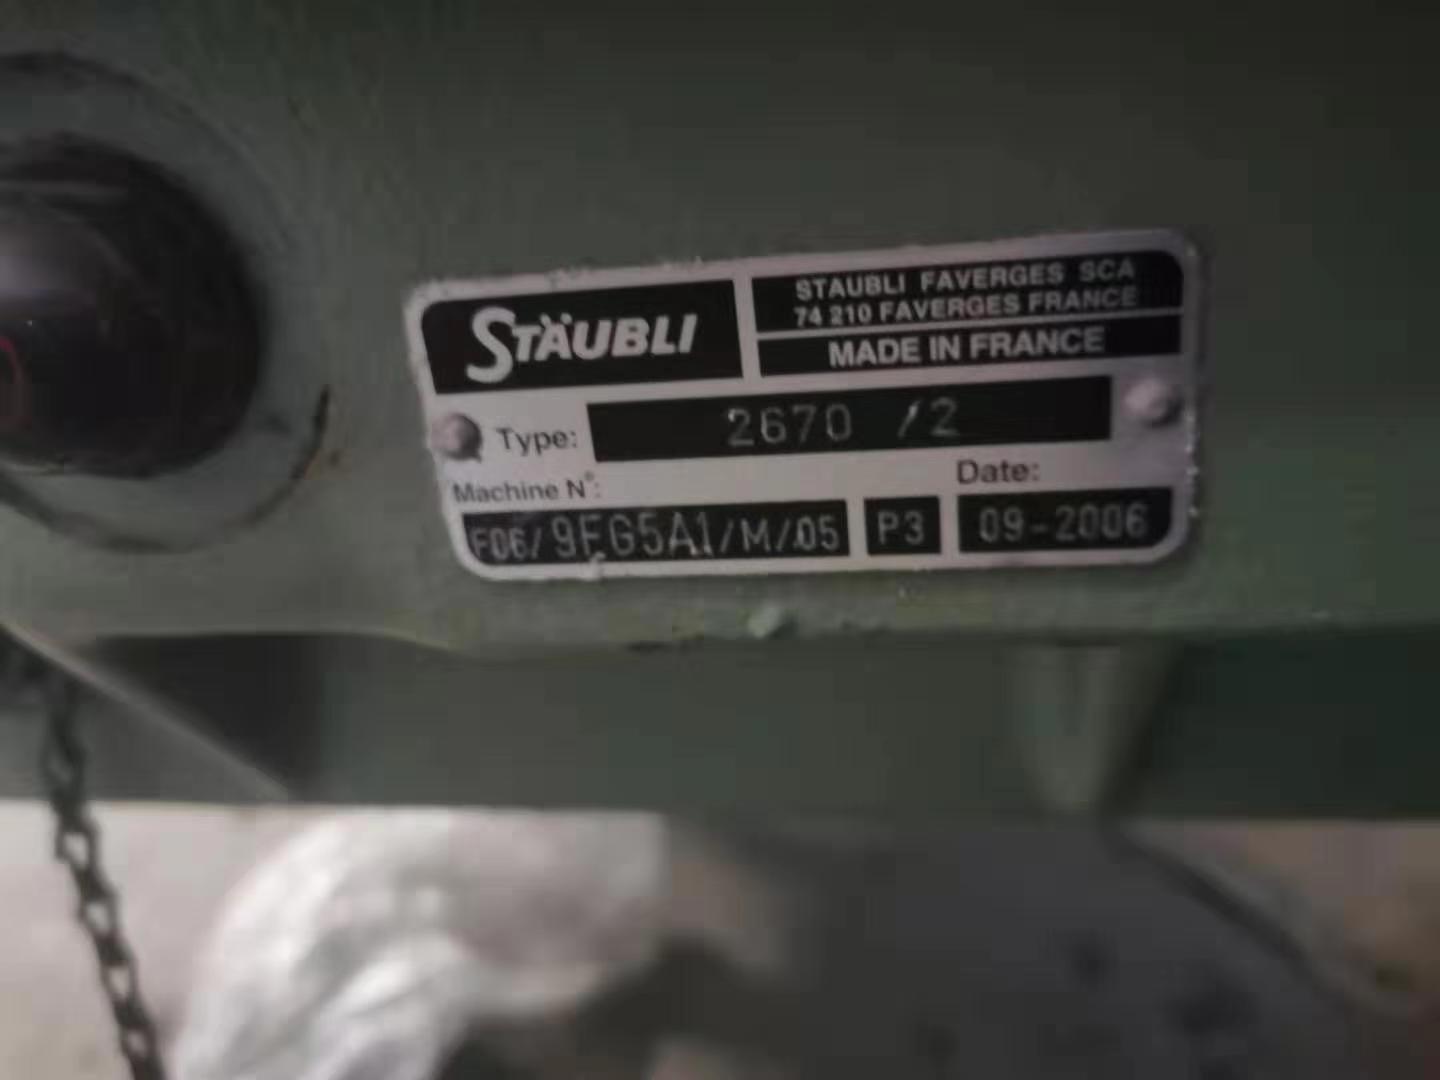 STÄUBLI
STAUBLI FAVERGES SCA
74 210 FAVERGES FRANCE
MADE IN FRANCE
Type: 2670 /2
Machine N°:
Date:
F06/9FG5A1/M/05 P3 09-2006